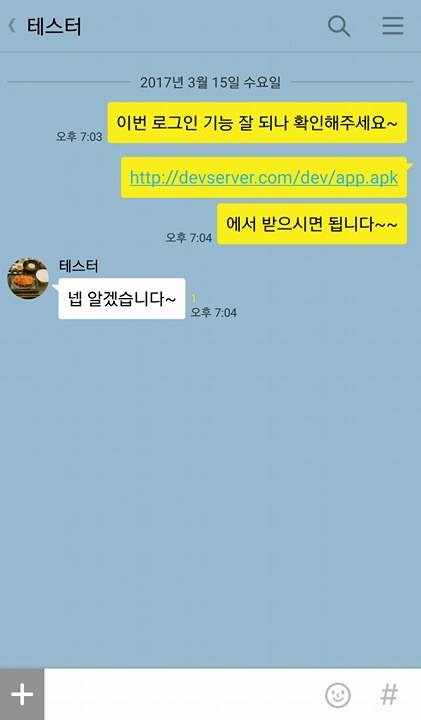 테스터
2017년 3월 15일 수요일
이번 로그인 기능 잘 되나 확인해주세요~
오후 7:03
http://devserver.com/dev/app.apk
에서 받으시면 됩니다~~
오후 7:04
테스터
넵 알겠습니다~
1
오후 7:04
#